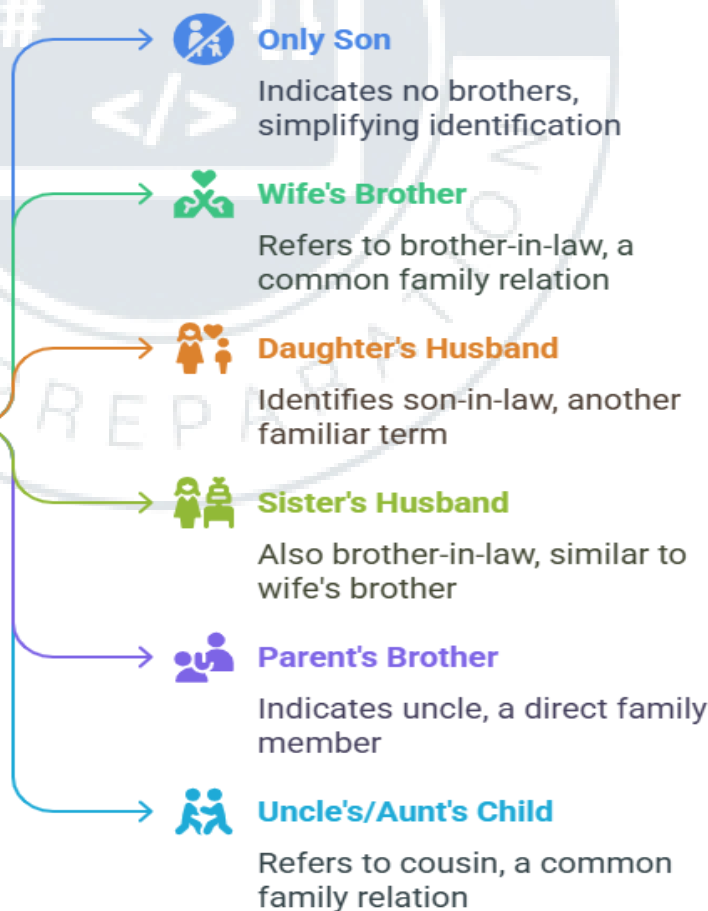 #
</>
Only Son
Indicates no brothers,
simplifying identification
Wife's Brother
Refers to brother-in-law, a
common family relation
Daughter's Husband
Identifies son-in-law, another
familiar term
Sister's Husband
Also brother-in-law, similar to
wife's brother
Parent's Brother
Indicates uncle, a direct family
member
Uncle's/Aunt's Child
Refers to cousin, a common
family relation
PREPARATION